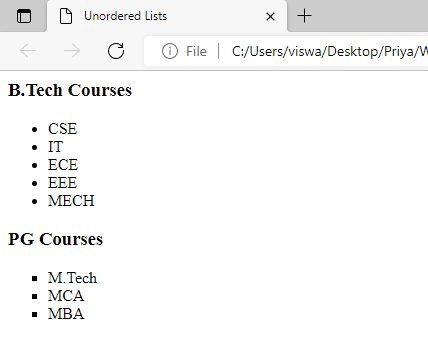 Unordered Lists
File
C:/Users/viswa/Desktop/Priya/W
B.Tech Courses
CSE
IT
ECE
EEE
MECH
PG Courses
M.Tech
MCA
MBA